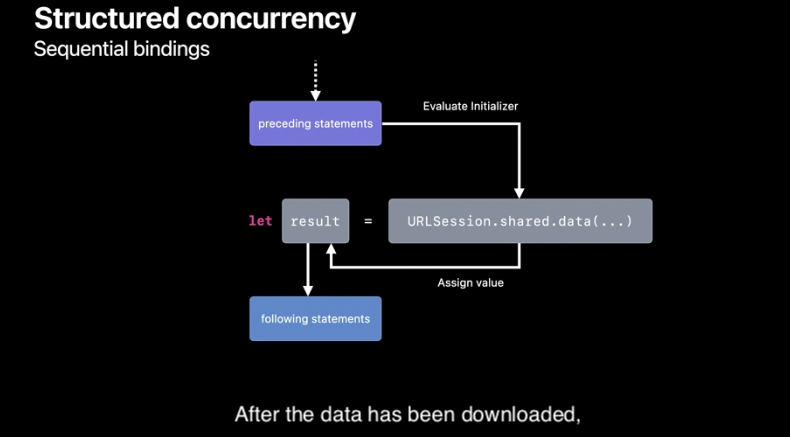 Structured concurrency
Sequential bindings
preceding statements
Evaluate Initializer
let result = URLSession.shared.data(...)
Assign value
following statements
After the data has been downloaded,